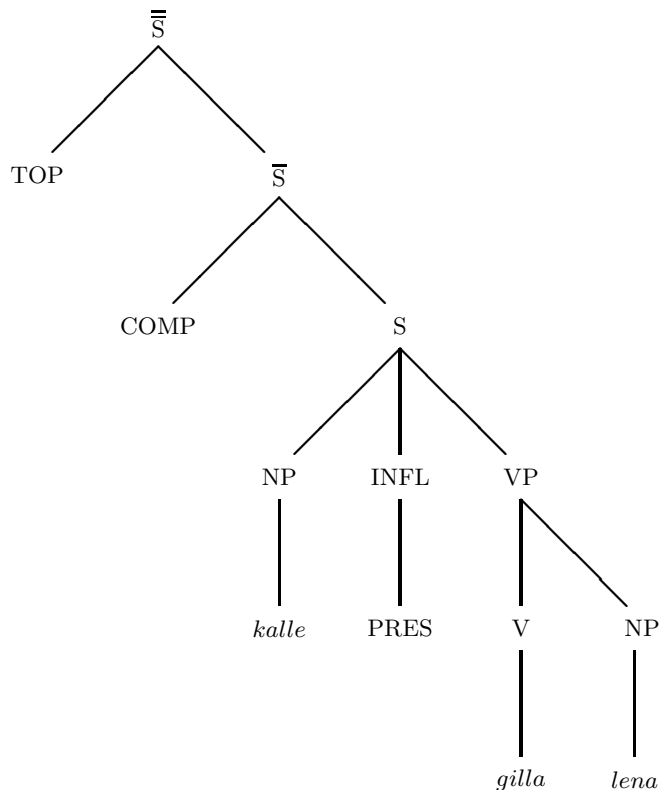 S̿
TOP S̅
COMP S
NP INFL VP
kalle PRES V NP
gilla lena